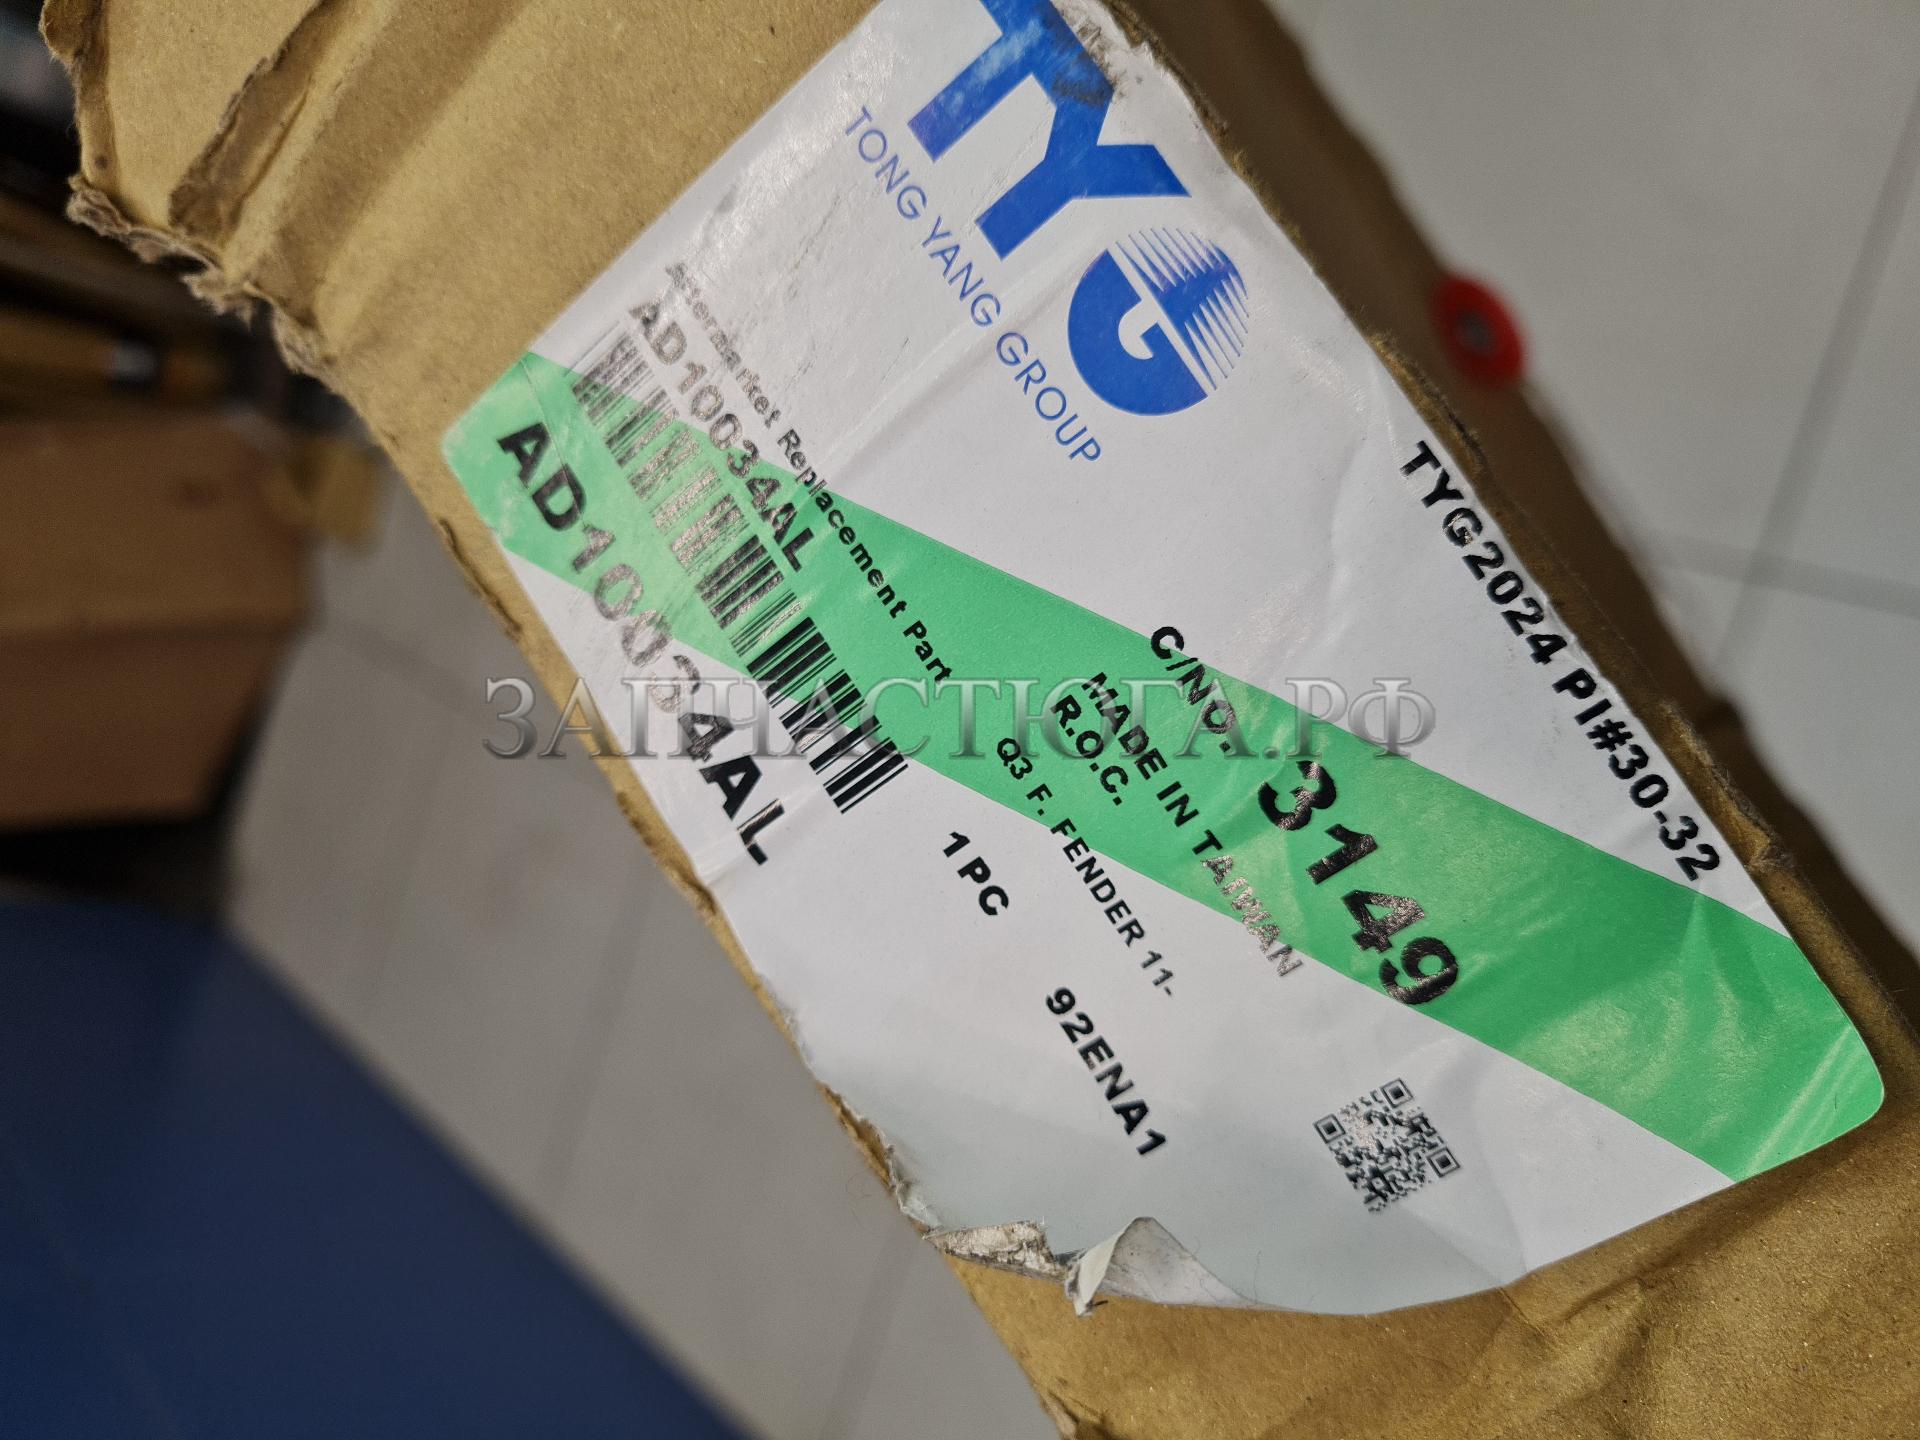 TYG
TONG YANG GROUP
TYG2024 PI#30-32
Aftermarket Replacement Part
AD10034AL
AD10034AL
C/NO. 3149
MADE IN TAIWAN
R.O.C.
Q3 F. FENDER 11-
1PC
92ENA1
ЗАПЧАСТЮГА.РФ